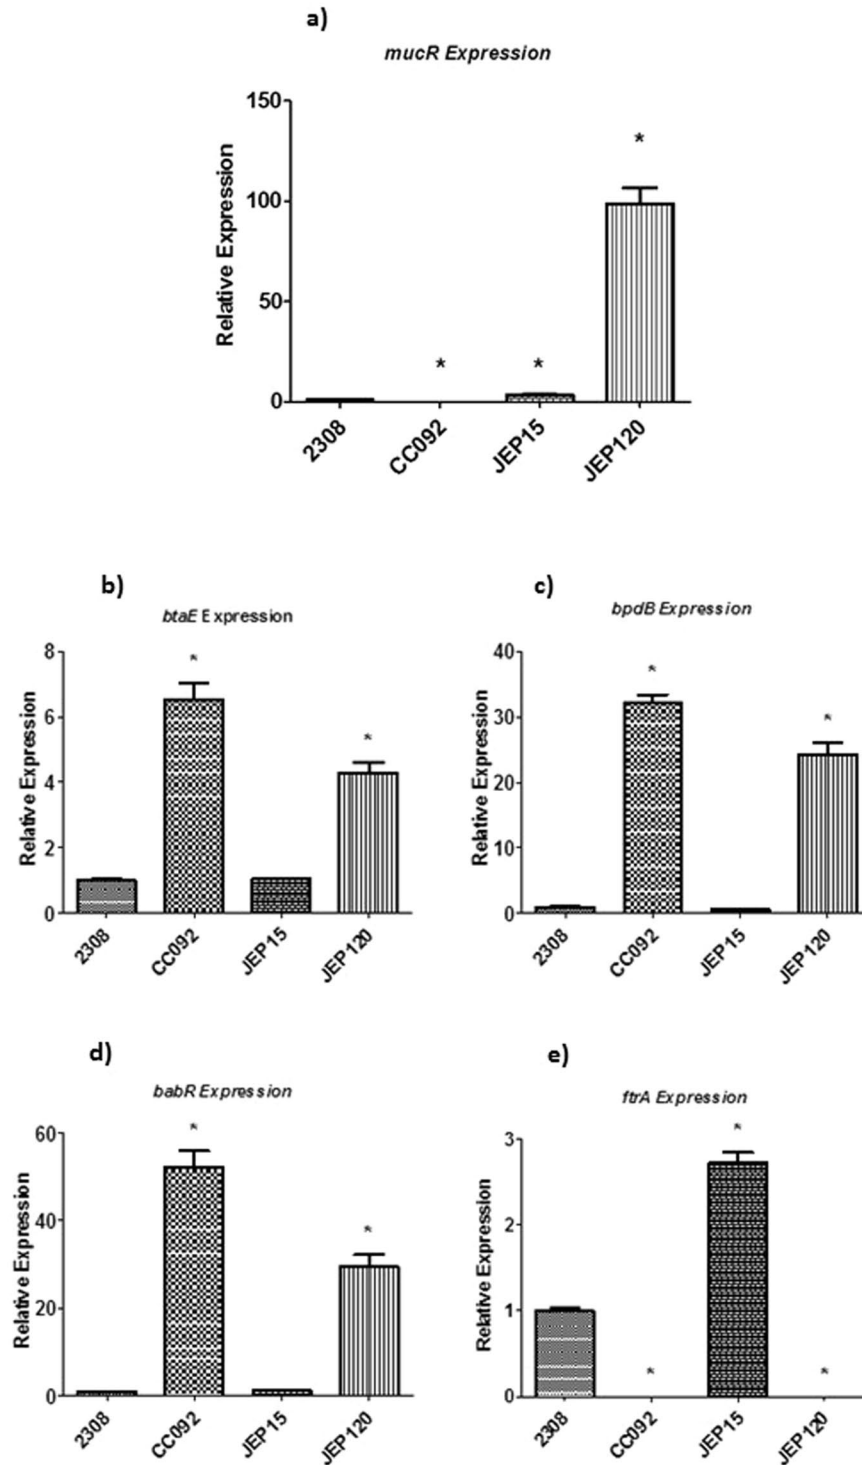 a)
mucR Expression
Relative Expression
150
100
50
0
*
*
*
2308
CC092
JEP15
JEP120
b)
btaE Expression
Relative Expression
8
6
4
2
0
*
*
2308
CC092
JEP15
JEP120
c)
bpdB Expression
Relative Expression
40
30
20
10
0
*
*
2308
CC092
JEP15
JEP120
d)
babR Expression
Relative Expression
60
40
20
0
*
*
2308
CC092
JEP15
JEP120
e)
ftrA Expression
Relative Expression
3
2
1
0
*
*
*
2308
CC092
JEP15
JEP120